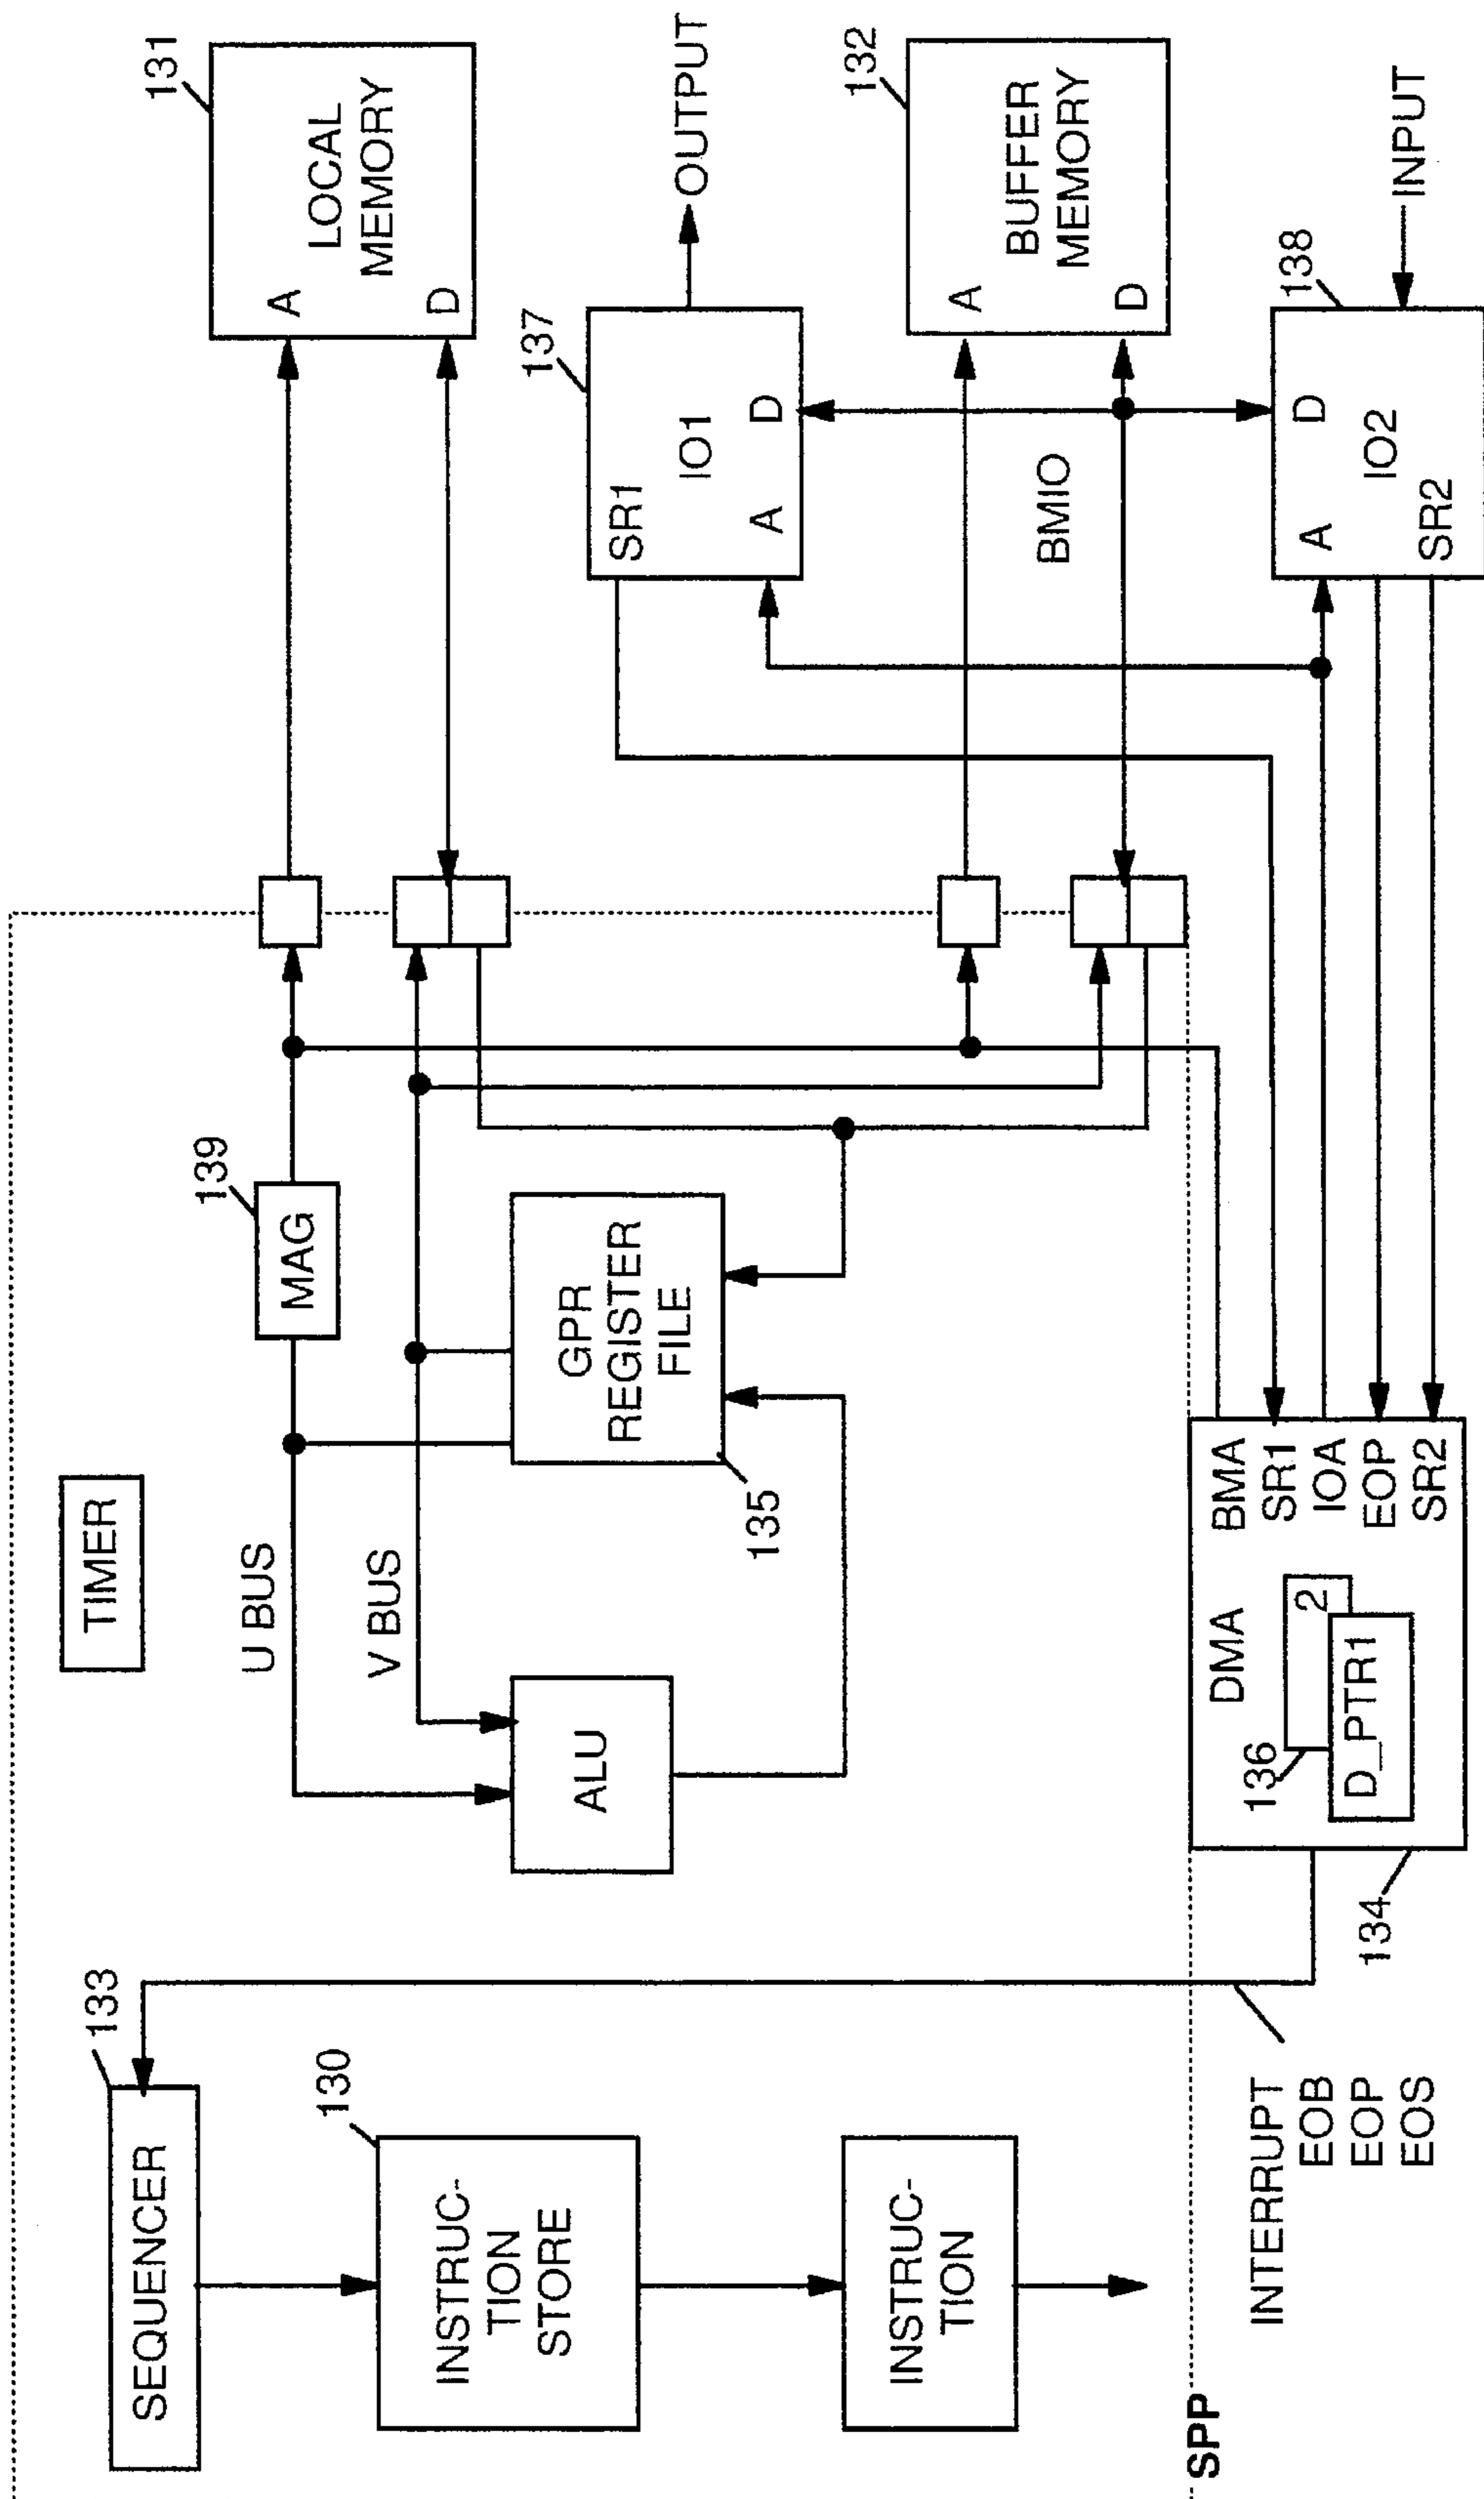 133
SEQUENCER
130
INSTRUC-
TION
STORE
INSTRUC-
TION
SPP
INTERRUPT
EOB
EOP
EOS
TIMER
U BUS
V BUS
ALU
139
MAG
GPR
REGISTER
FILE
135
134
DMA
136
2
D_PTR1
BMA
SR1
IOA
EOP
SR2
131
LOCAL
MEMORY
A
D
137
SR1
IO1
A
D
OUTPUT
132
BUFFER
MEMORY
A
D
BMIO
138
A
D
IO2
SR2
INPUT